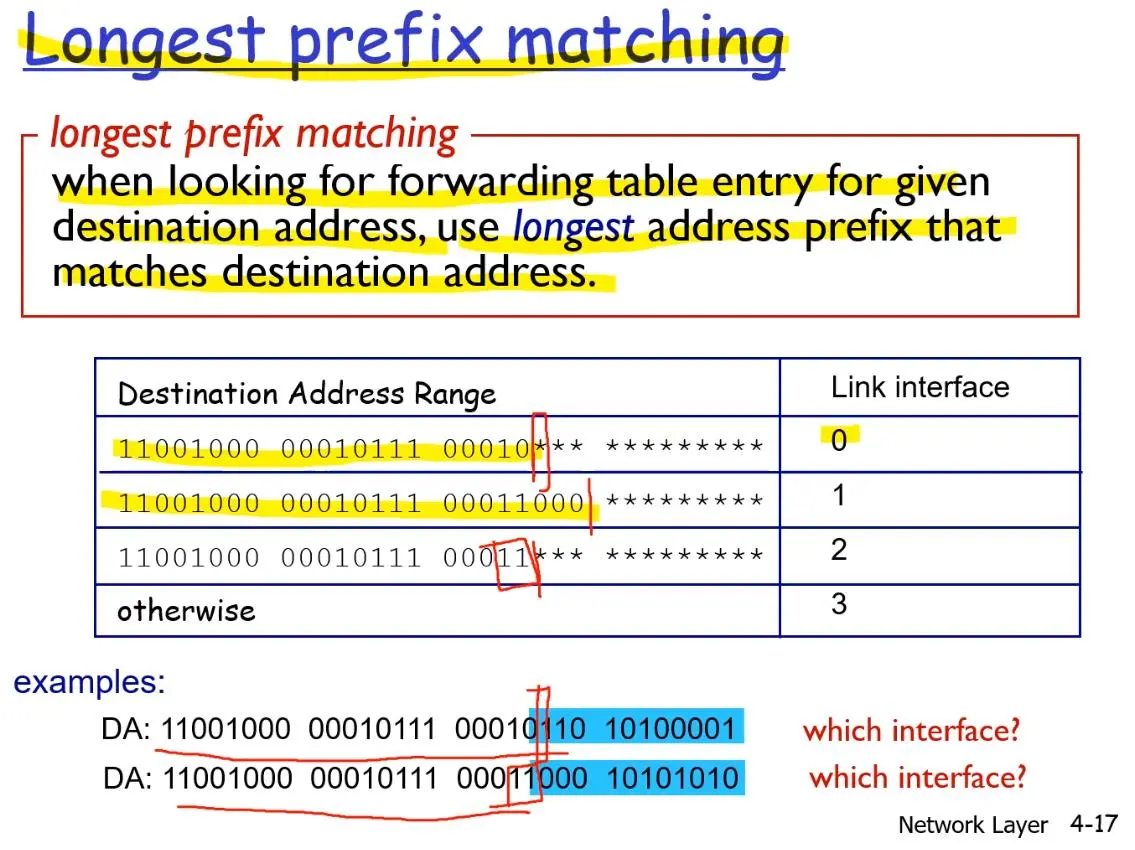 Longest prefix matching
longest prefix matching
when looking for forwarding table entry for given
destination address, use longest address prefix that
matches destination address.
Destination Address Range Link interface
11001000 00010111 00010*** ********* 0
11001000 00010111 00011000 ********* 1
11001000 00010111 00011*** ********* 2
otherwise 3
examples:
DA: 11001000 00010111 00010110 10100001 which interface?
DA: 11001000 00010111 00011000 10101010 which interface?
Network Layer 4-17